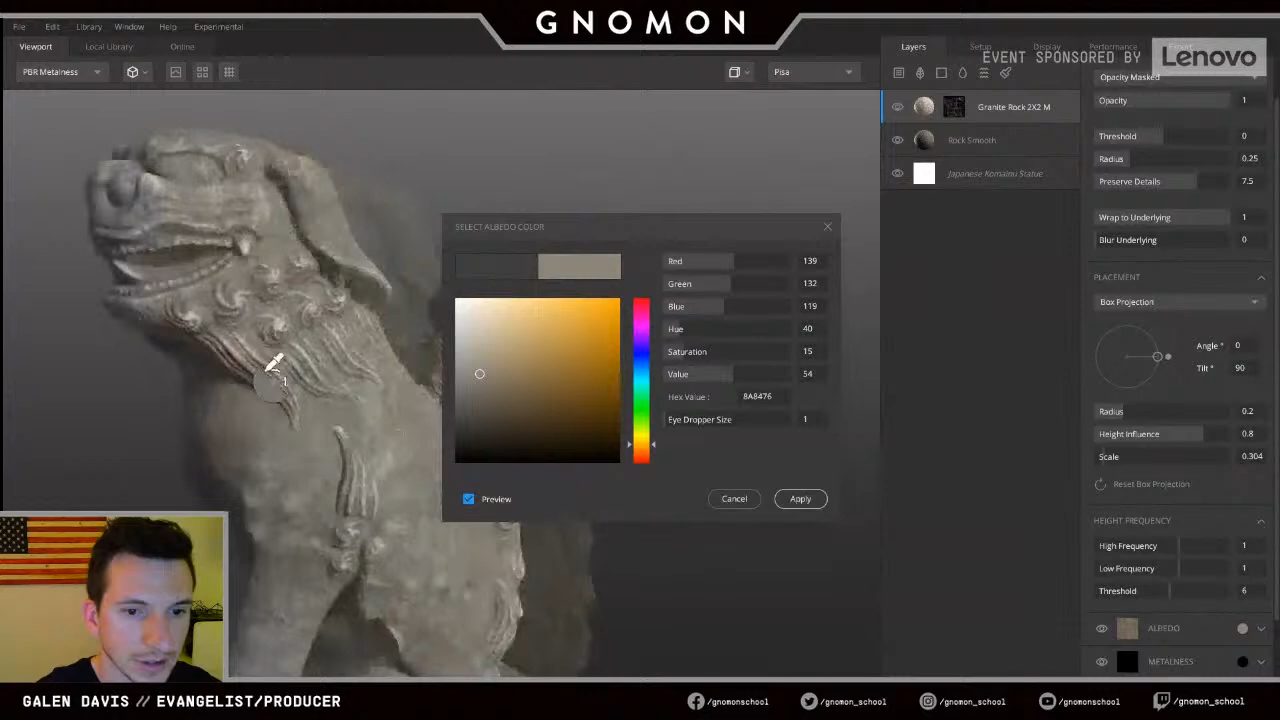 GNOMON
EVENT SPONSORED BY Lenovo
File Edit Library Window Help Experimental
Viewport Local Library Online
Layers Setup Display Performance
PBR Metalness
Pisa
Opacity Masked
Opacity 1
Granite Rock 2X2 M
Threshold 0
Rock Smooth
Radius 0.25
Japanese Komainu Statue
Preserve Details 7.5
Wrap to Underlying 1
Blur Underlying 0
SELECT ALBEDO COLOR
Red 139
Green 132
Blue 119
Hue 40
Saturation 15
Value 54
Hex Value : 8A8476
Eye Dropper Size 1
Preview
Cancel
Apply
PLACEMENT
Box Projection
Angle ° 0
Tilt ° 90
Radius 0.2
Height Influence 0.8
Scale 0.304
Reset Box Projection
HEIGHT FREQUENCY
High Frequency 1
Low Frequency 1
Threshold 6
ALBEDO
METALNESS
GALEN DAVIS // EVANGELIST/PRODUCER
/gnomonschool
/gnomon_school
/gnomon_school
/gnomonschool
/gnomon_school